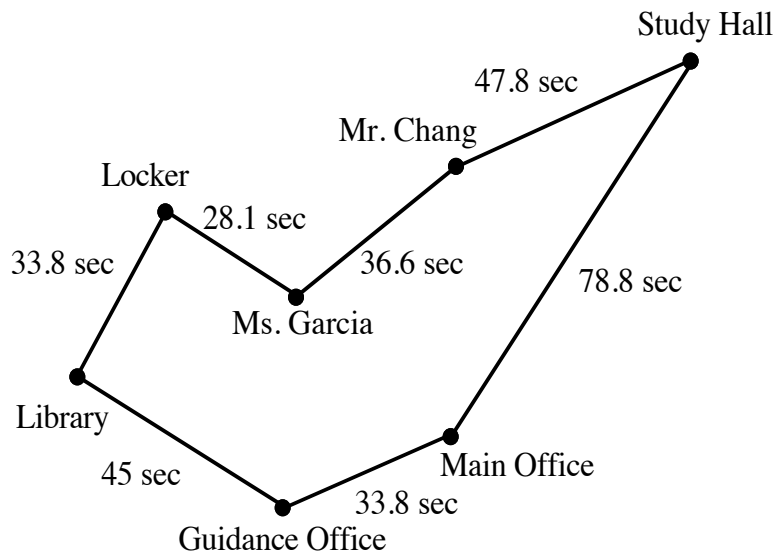 Study Hall
47.8 sec
Mr. Chang
Locker
28.1 sec
33.8 sec
36.6 sec
78.8 sec
Ms. Garcia
Library
Main Office
45 sec
33.8 sec
Guidance Office